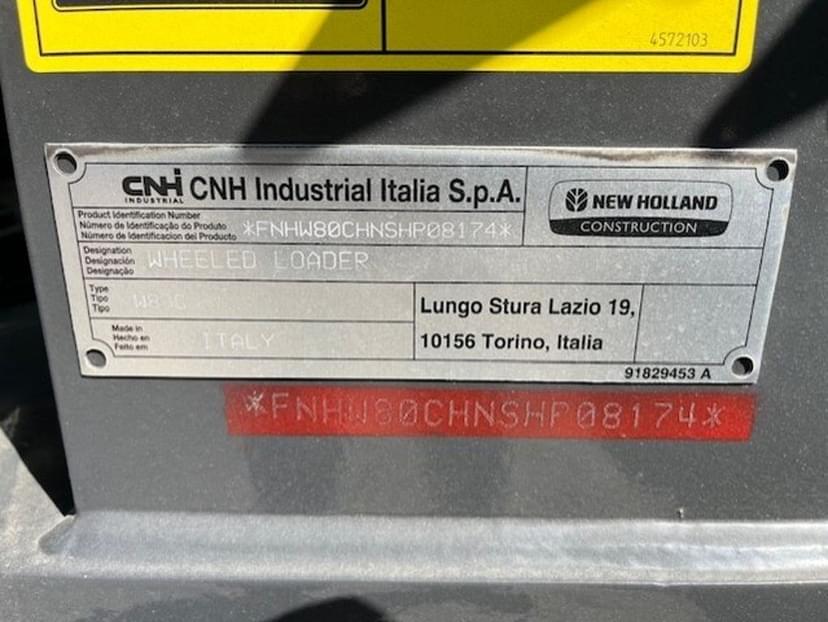 4572103
CNH INDUSTRIAL CNH Industrial Italia S.p.A.
NEW HOLLAND
CONSTRUCTION
Product Identification Number
Número de Identificação do Produto
Número de Identificacion del Producto
*FNHW80CHNSHP08174*
Designation
Designación
Designação
WHEELED LOADER
Type
Tipo
Tipo
W80C
Lungo Stura Lazio 19,
10156 Torino, Italia
Made in
Hecho en
Feito em
ITALY
91829453 A
*FNHW80CHNSHP08174*